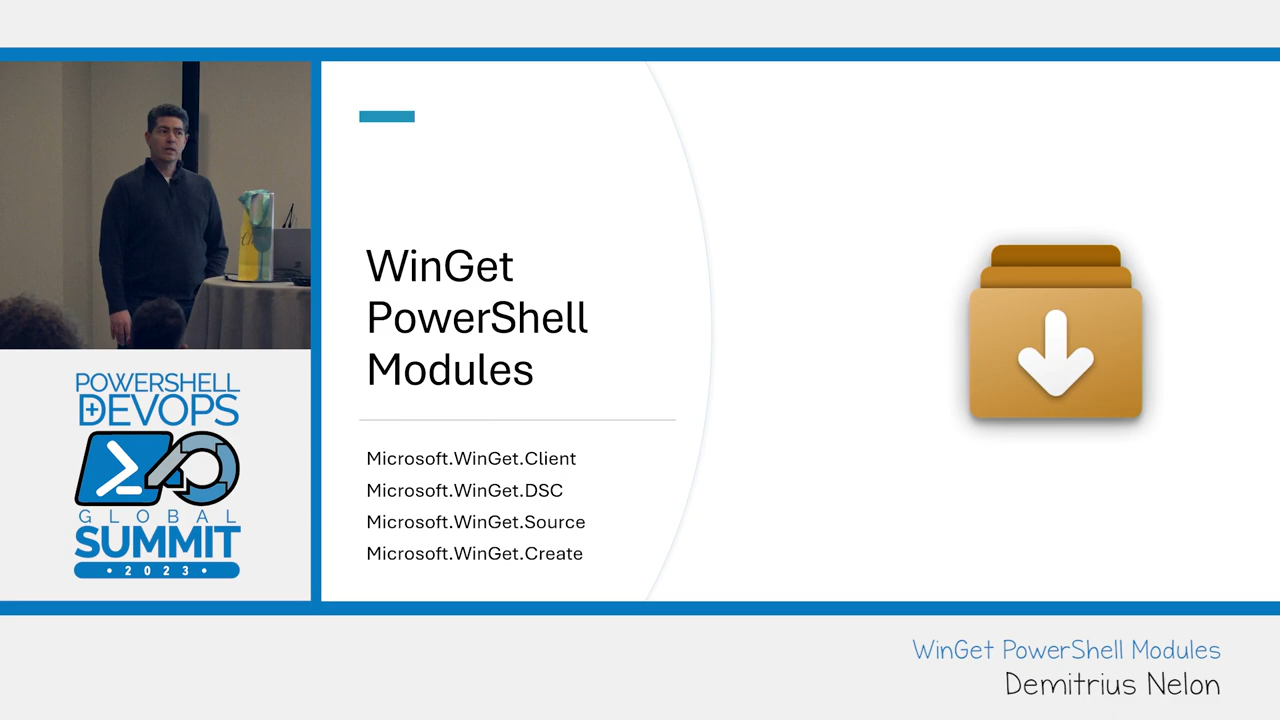 WinGet
PowerShell
Modules
Microsoft.WinGet.Client
Microsoft.WinGet.DSC
Microsoft.WinGet.Source
Microsoft.WinGet.Create
POWERSHELL
+DEVOPS
GLOBAL
SUMMIT
• 2023 •
WinGet PowerShell Modules
Demitrius Nelon